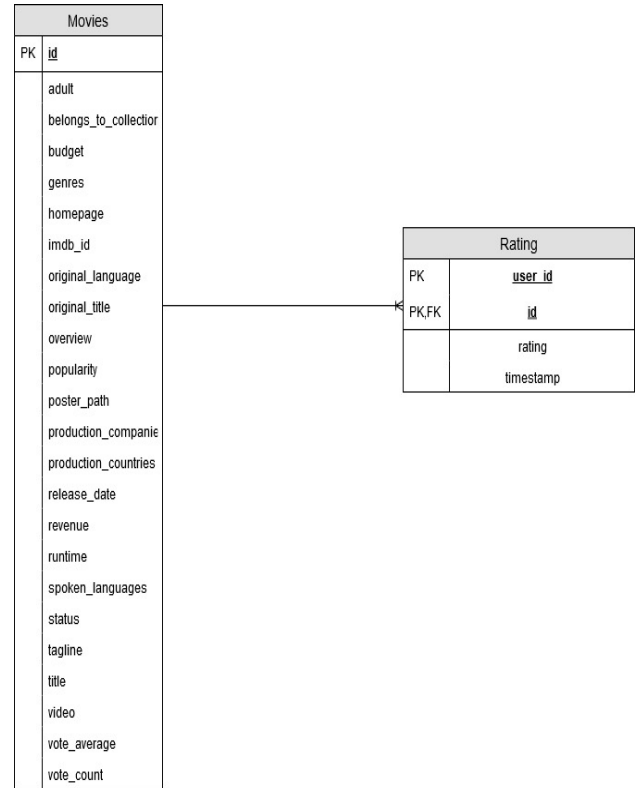 Movies
PK id
adult
belongs_to_collection
budget
genres
homepage
imdb_id
original_language
original_title
overview
popularity
poster_path
production_companie
production_countries
release_date
revenue
runtime
spoken_languages
status
tagline
title
video
vote_average
vote_count
Rating
PK user_id
PK,FK id
rating
timestamp